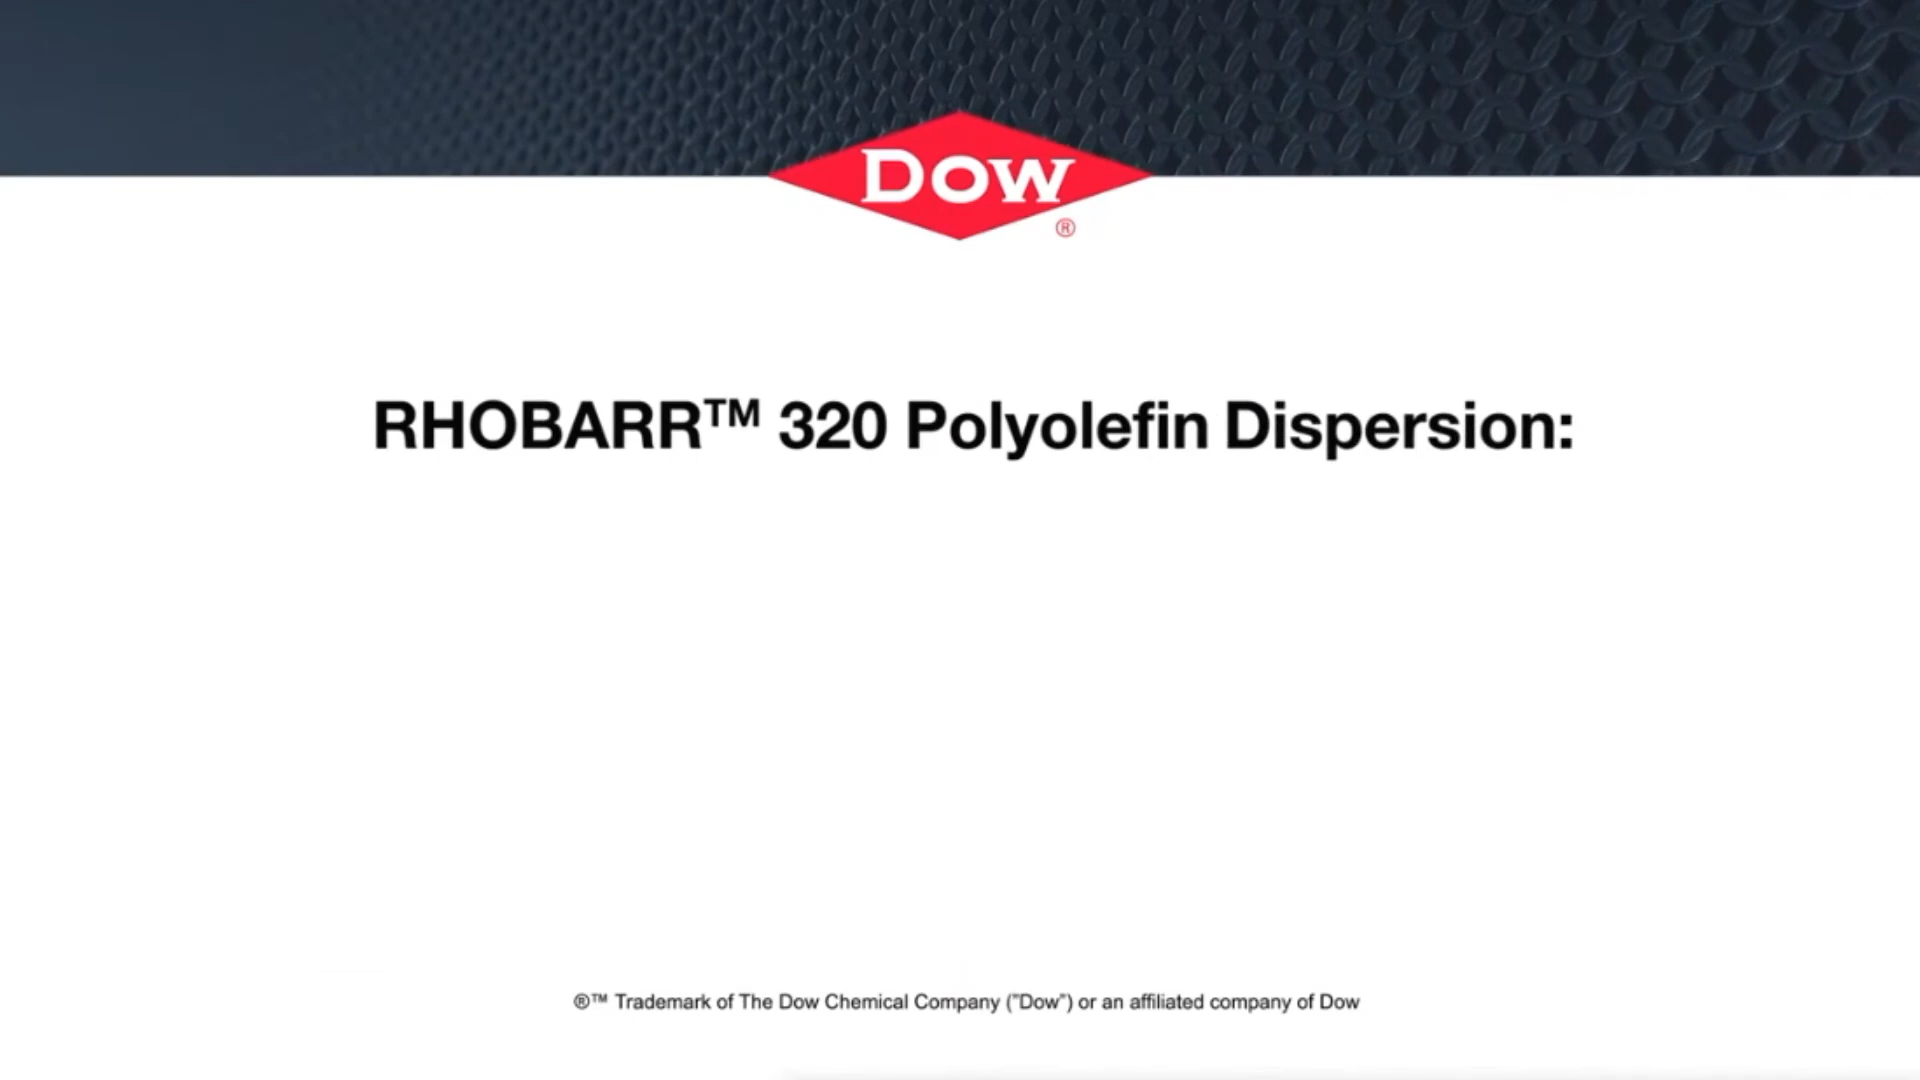 DOW
®
RHOBARR™ 320 Polyolefin Dispersion:
®™ Trademark of The Dow Chemical Company ("Dow") or an affiliated company of Dow